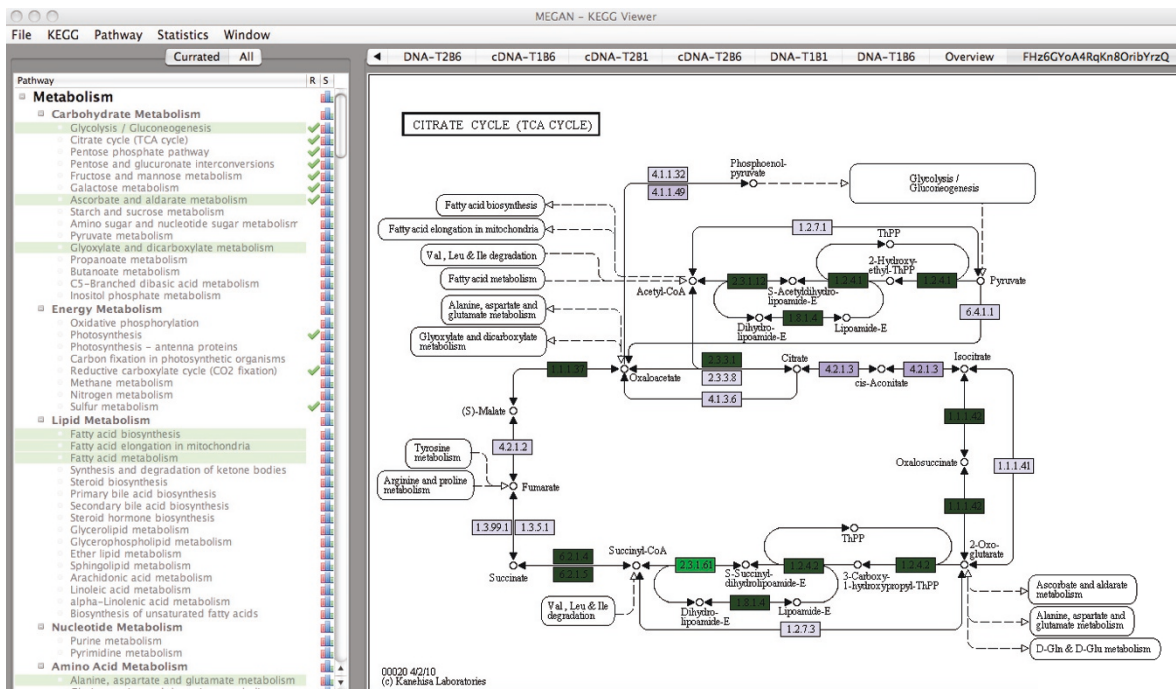 MEGAN – KEGG Viewer
File KEGG Pathway Statistics Window
Currated All
DNA-T2B6 cDNA-T1B6 cDNA-T2B1 cDNA-T2B6 DNA-T1B1 DNA-T1B6 Overview FHz6GYoA4RqKn8OribYrzQ
Pathway R S
Metabolism
Carbohydrate Metabolism
Glycolysis / Gluconeogenesis
Citrate cycle (TCA cycle)
Pentose phosphate pathway
Pentose and glucuronate interconversions
Fructose and mannose metabolism
Galactose metabolism
Ascorbate and aldarate metabolism
Starch and sucrose metabolism
Amino sugar and nucleotide sugar metabolism
Pyruvate metabolism
Glyoxylate and dicarboxylate metabolism
Propanoate metabolism
Butanoate metabolism
C5-Branched dibasic acid metabolism
Inositol phosphate metabolism
Energy Metabolism
Oxidative phosphorylation
Photosynthesis
Photosynthesis - antenna proteins
Carbon fixation in photosynthetic organisms
Reductive carboxylate cycle (CO2 fixation)
Methane metabolism
Nitrogen metabolism
Sulfur metabolism
Lipid Metabolism
Fatty acid biosynthesis
Fatty acid elongation in mitochondria
Fatty acid metabolism
Synthesis and degradation of ketone bodies
Steroid biosynthesis
Primary bile acid biosynthesis
Secondary bile acid biosynthesis
Steroid hormone biosynthesis
Glycerolipid metabolism
Glycerophospholipid metabolism
Ether lipid metabolism
Sphingolipid metabolism
Arachidonic acid metabolism
Linoleic acid metabolism
alpha-Linolenic acid metabolism
Biosynthesis of unsaturated fatty acids
Nucleotide Metabolism
Purine metabolism
Pyrimidine metabolism
Amino Acid Metabolism
Alanine, aspartate and glutamate metabolism
CITRATE CYCLE (TCA CYCLE)
4.1.1.32
4.1.1.49
Phosphoenol-
pyruvate
Glycolysis /
Gluconeogenesis
Fatty acid biosynthesis
Fatty acid elongation in mitochondria
Val, Leu & Ile degradation
Fatty acid metabolism
Alanine, aspartate and
glutamate metabolism
Glyoxylate and dicarboxylate
metabolism
1.2.7.1
ThPP
2-Hydroxy-
ethyl-ThPP
Acetyl-CoA
2.3.1.12
S-Acetyldihydro-
lipoamide-E
1.2.4.1
1.2.4.1
Pyruvate
Dihydro-
lipoamide-E
1.8.1.4
Lipoamide-E
6.4.1.1
1.1.1.37
Oxaloacetate
2.3.3.1
2.3.3.8
4.1.3.6
Citrate
4.2.1.3
cis-Aconitate
4.2.1.3
Isocitrate
(S)-Malate
4.2.1.2
Tyrosine
metabolism
Arginine and proline
metabolism
Fumarate
1.1.1.42
Oxalosuccinate
1.1.1.41
1.1.1.42
1.3.99.1
1.3.5.1
Succinate
6.2.1.4
6.2.1.5
Succinyl-CoA
2.3.1.61
S-Succinyl-
dihydrolipoamide-E
ThPP
1.2.4.2
3-Carboxy-
1-hydroxypropyl-ThPP
1.2.4.2
2-Oxo-
glutarate
Val, Leu & Ile
degradation
Dihydro-
lipoamide-E
1.8.1.4
Lipoamide-E
1.2.7.3
Ascorbate and aldarate
metabolism
Alanine, aspartate and
glutamate metabolism
D-Gln & D-Glu metabolism
00020 4/2/10
(c) Kanehisa Laboratories